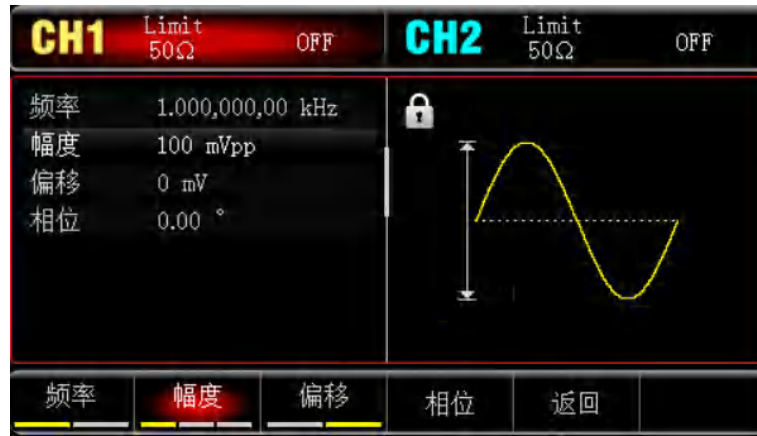 CH1 Limit 50Ω OFF CH2 Limit 50Ω OFF
频率 1.000,000,00 kHz
幅度 100 mVpp
偏移 0 mV
相位 0.00 °
频率 幅度 偏移 相位 返回